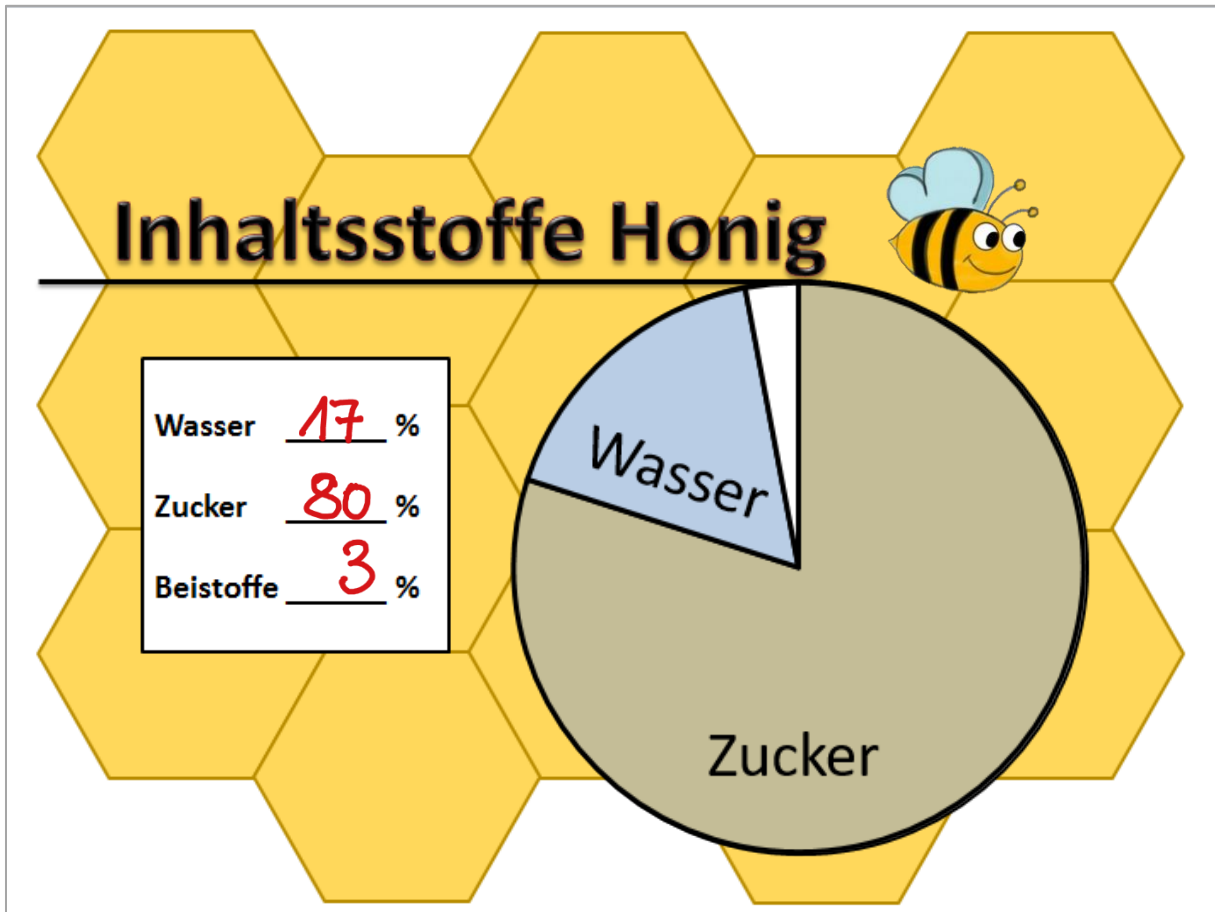 Inhaltsstoffe Honig
Wasser 17 %
Zucker 80 %
Beistoffe 3 %
Wasser
Zucker